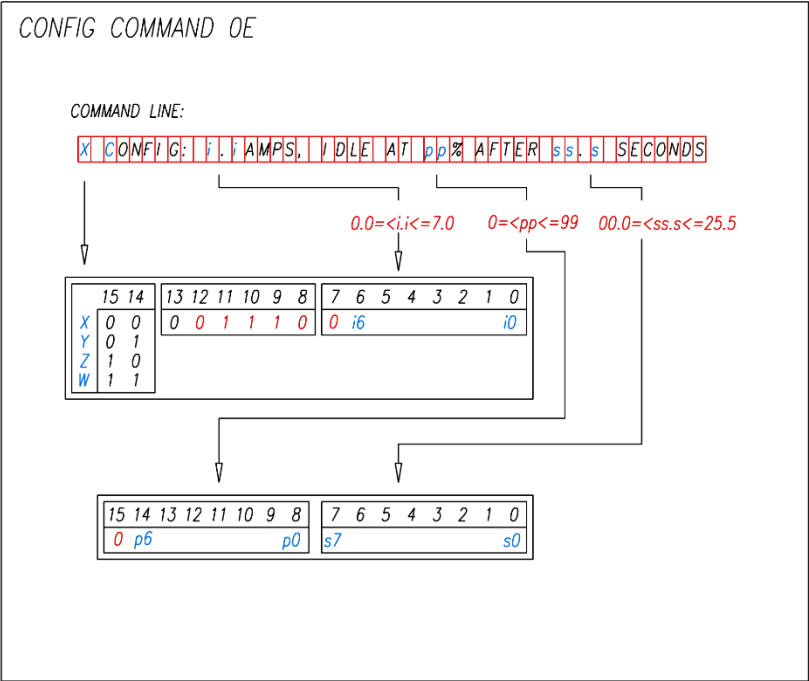 CONFIG COMMAND 0E
COMMAND LINE:
X CONFIG: i.i AMPS, IDLE AT pp% AFTER ss.s SECONDS
0.0=<i.i<=7.0 0=<pp<=99 00.0=<ss.s<=25.5
15 14 13 12 11 10 9 8 7 6 5 4 3 2 1 0
X 0 0 0 0 1 1 1 0 0 i6 i0
Y 0 1
Z 1 0
W 1 1
15 14 13 12 11 10 9 8 7 6 5 4 3 2 1 0
0 p6 p0 s7 s0